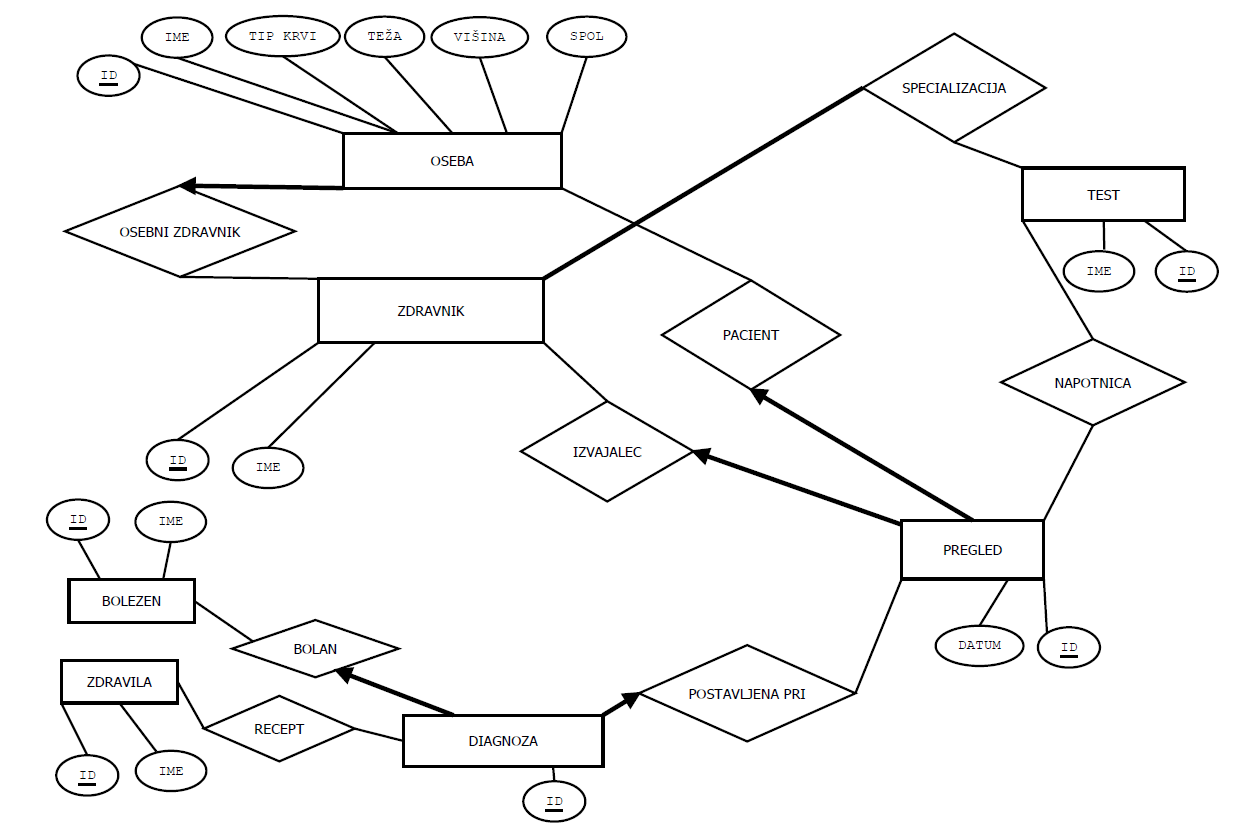 IME
TIP KRVI
TEŽA
VIŠINA
SPOL
ID
SPECIALIZACIJA
OSEBA
TEST
OSEBNI ZDRAVNIK
IME
ID
ZDRAVNIK
PACIENT
NAPOTNICA
IZVAJALEC
ID
IME
ID
IME
PREGLED
BOLEZEN
DATUM
ID
BOLAN
ZDRAVILA
POSTAVLJENA PRI
RECEPT
DIAGNOZA
ID
IME
ID